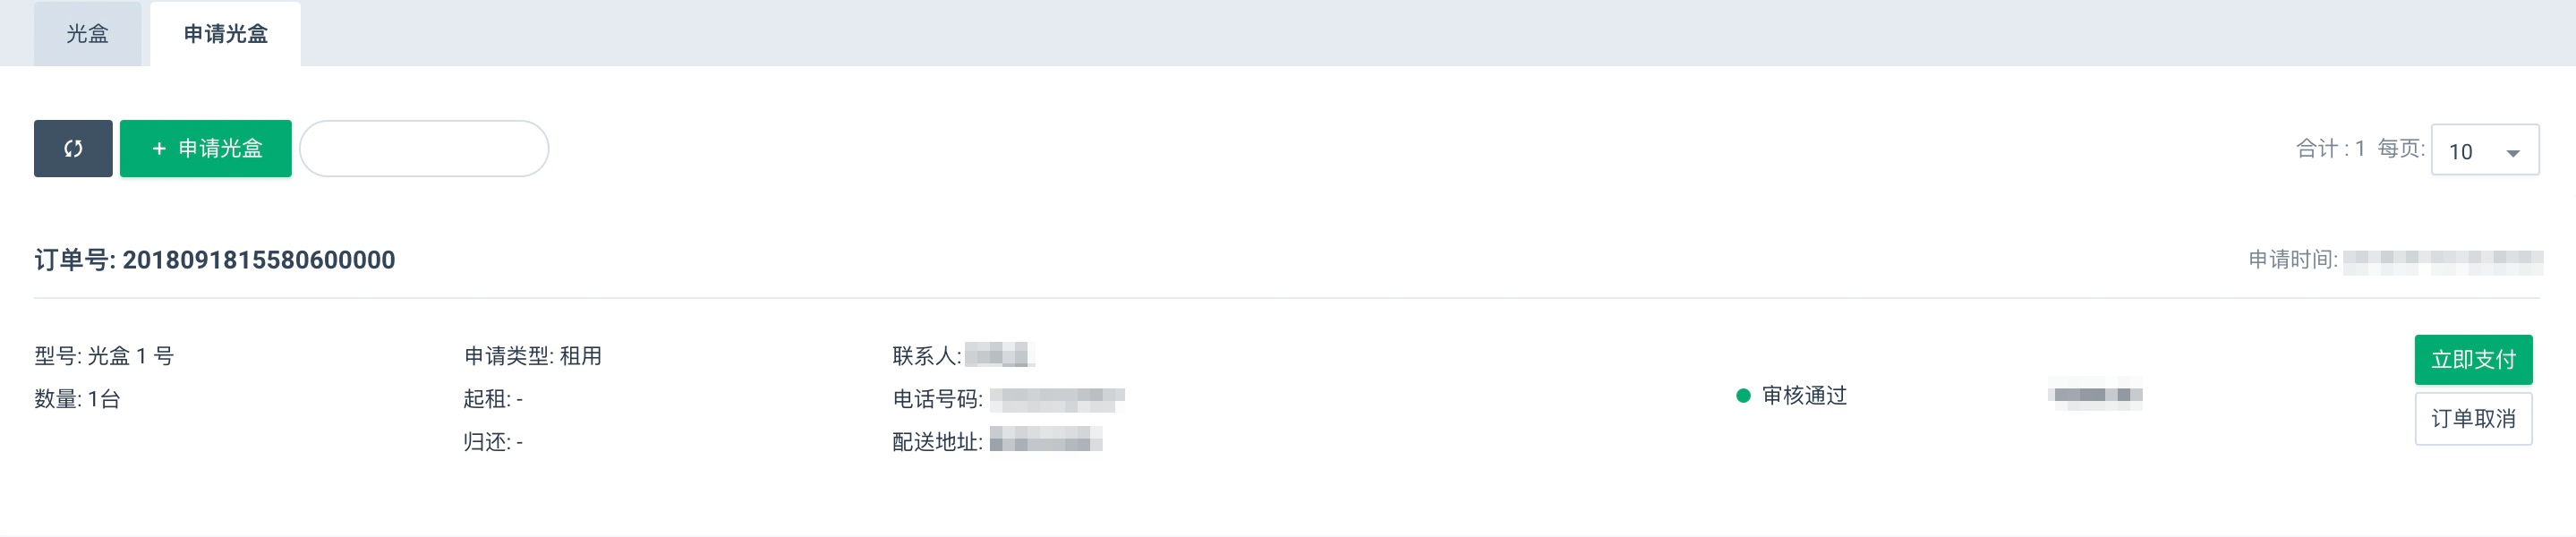 光盒 申请光盒
+ 申请光盒 合计 : 1 每页: 10
订单号: 2018091815580600000 申请时间:
型号: 光盒 1 号 申请类型: 租用 联系人: 立即支付
数量: 1台 起租: - 电话号码: 审核通过 订单取消
归还: - 配送地址: